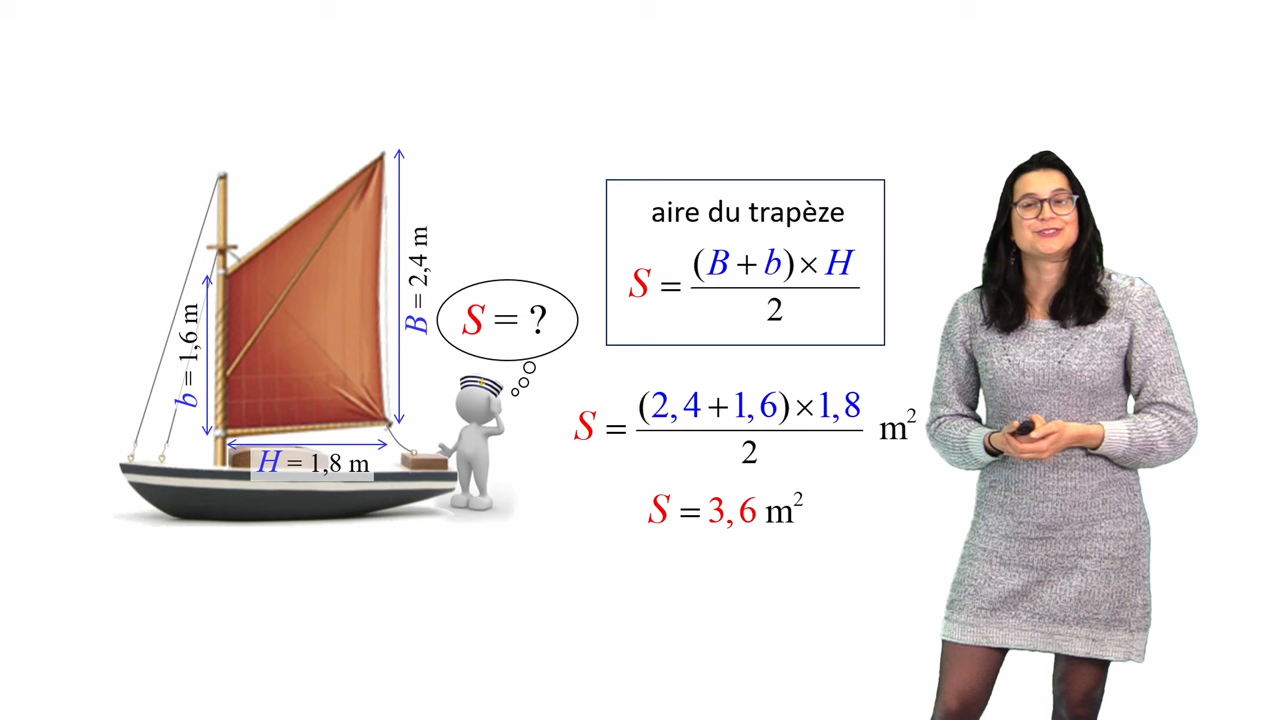 b = 1,6 m
B = 2,4 m
H = 1,8 m
S = ?
aire du trapèze
S = (B + b) × H / 2
S = (2,4 + 1,6) × 1,8 / 2 m²
S = 3,6 m²